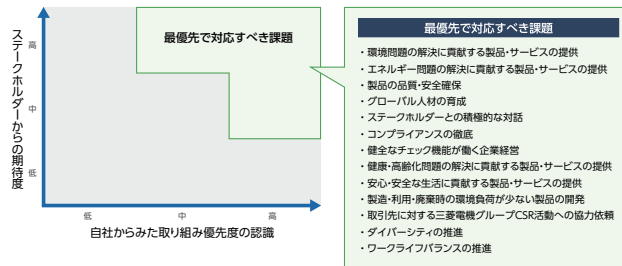 ステークホルダーからの期待度
高
中
低
最優先で対応すべき課題
低
中
高
自社からみた取り組み優先度の認識
最優先で対応すべき課題
・環境問題の解決に貢献する製品・サービスの提供
・エネルギー問題の解決に貢献する製品・サービスの提供
・製品の品質・安全確保
・グローバル人材の育成
・ステークホルダーとの積極的な対話
・コンプライアンスの徹底
・健全なチェック機能が働く企業経営
・健康・高齢化問題の解決に貢献する製品・サービスの提供
・安心・安全な生活に貢献する製品・サービスの提供
・製造・利用・廃棄時の環境負荷が少ない製品の開発
・取引先に対する三菱電機グループCSR活動への協力依頼
・ダイバーシティの推進
・ワークライフバランスの推進